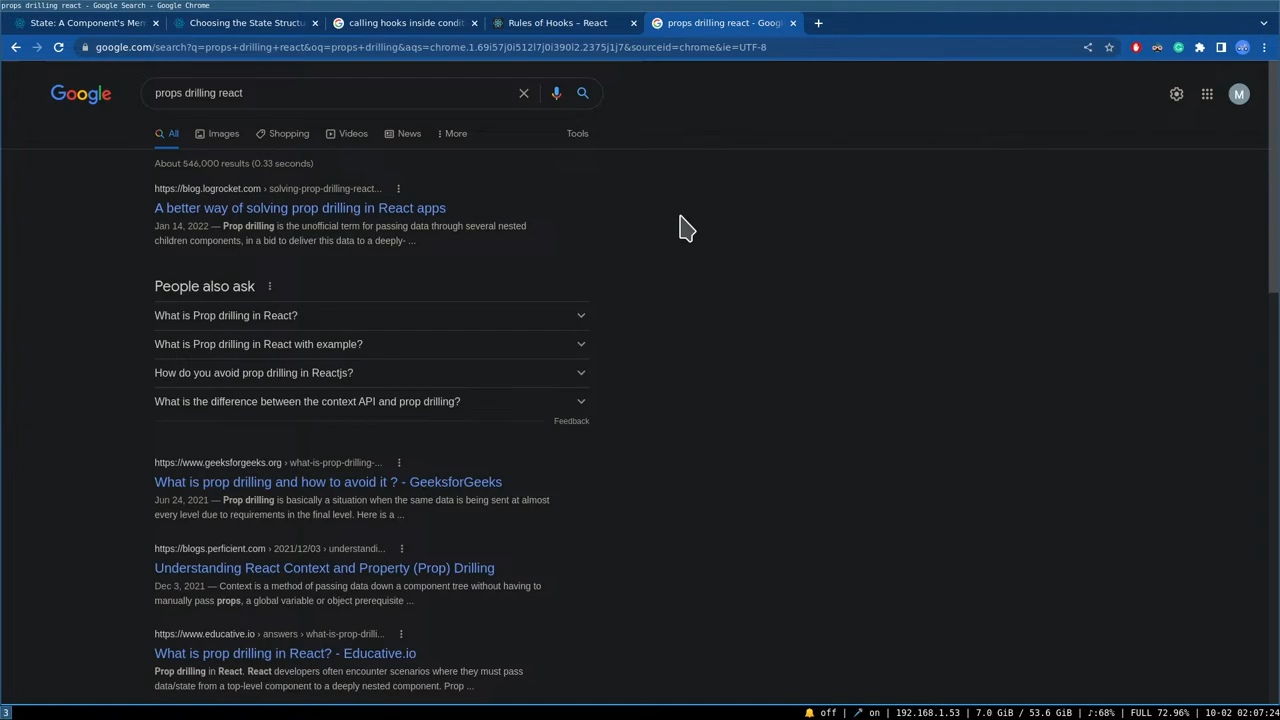 props drilling react - Google Search - Google Chrome
State: A Component's Mem
Choosing the State Structu
calling hooks inside condit
Rules of Hooks – React
props drilling react - Goog
google.com/search?q=props+drilling+react&oq=props+drilling&aqs=chrome.1.69i57j0i512l7j0i390l2.2375j1j7&sourceid=chrome&ie=UTF-8
Google
props drilling react
M
All
Images
Shopping
Videos
News
More
Tools
About 546,000 results (0.33 seconds)
https://blog.logrocket.com › solving-prop-drilling-react...
A better way of solving prop drilling in React apps
Jan 14, 2022 — Prop drilling is the unofficial term for passing data through several nested
children components, in a bid to deliver this data to a deeply- ...
People also ask
What is Prop drilling in React?
What is Prop drilling in React with example?
How do you avoid prop drilling in Reactjs?
What is the difference between the context API and prop drilling?
Feedback
https://www.geeksforgeeks.org › what-is-prop-drilling-...
What is prop drilling and how to avoid it ? - GeeksforGeeks
Jun 24, 2021 — Prop drilling is basically a situation when the same data is being sent at almost
every level due to requirements in the final level. Here is a ...
https://blogs.perficient.com › 2021/12/03 › understandi...
Understanding React Context and Property (Prop) Drilling
Dec 3, 2021 — Context is a method of passing data down a component tree without having to
manually pass props, a global variable or object prerequisite ...
https://www.educative.io › answers › what-is-prop-drilli...
What is prop drilling in React? - Educative.io
Prop drilling in React. React developers often encounter scenarios where they must pass
data/state from a top-level component to a deeply nested component. Prop ...
3
off | on | 192.168.1.53 | 7.0 GiB / 53.6 GiB | ♪:68% | FULL 72.96% | 10-02 02:07:24